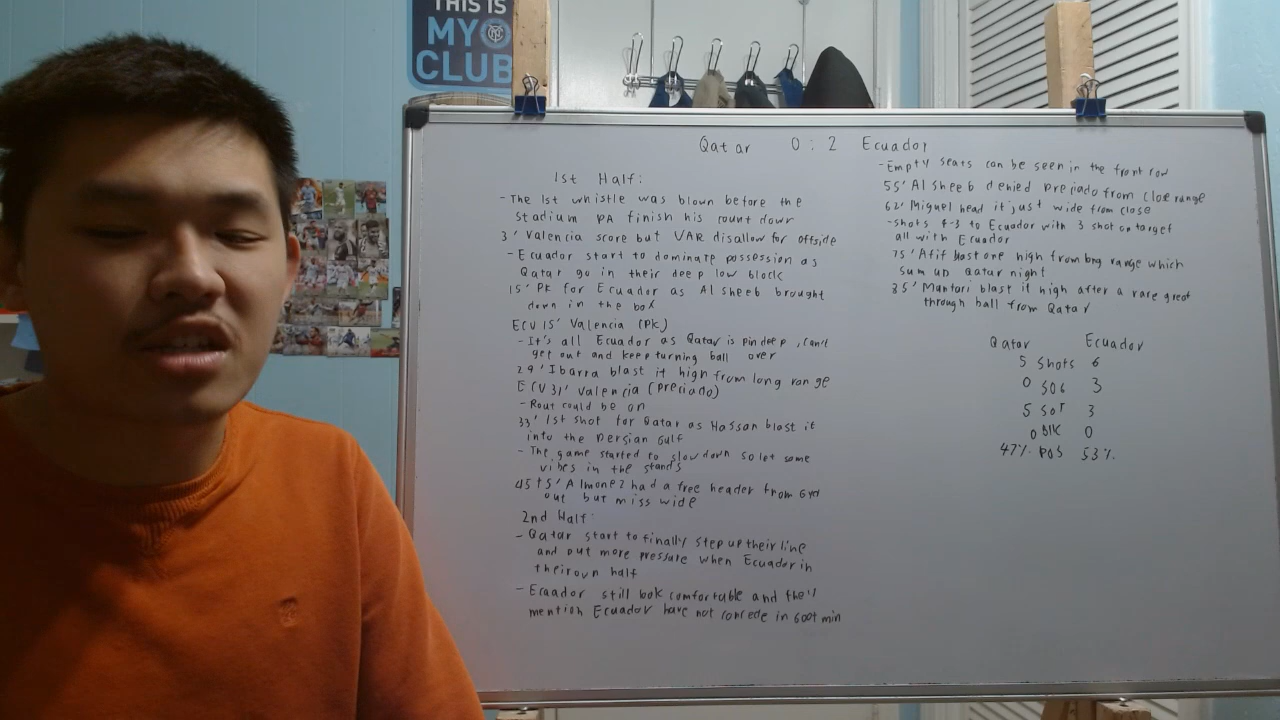 THIS IS
MY
CLUB
Qatar 0 : 2 Ecuador
1st Half:
- The 1st whistle was blown before the
stadium PA finish his count down
3' Valencia score but VAR disallow for offside
- Ecuador start to dominate possession as
Qatar go in their deep low block
15' PK for Ecuador as Al sheeb brought
down in the box
ECU 15' Valencia (PK)
- It's all Ecuador as Qatar is pin deep, can't
get out and keep turning ball over
29' Ibarra blast it high from long range
ECU 31' Valencia (Preciado)
- Rout could be on
33' 1st shot for Qatar as Hassan blast it
into the Persian Gulf
- The game started to slow down so let some
vibes in the stands
45+5' Almoney had a free header from 6 yd
out but miss wide
2nd Half:
- Qatar start to finally step up their line
and put more pressure when Ecuador in
their own half
- Ecuador still look comfortable and they'll
mention Ecuador have not concede in 600+ min
- Empty seats can be seen in the front row
55' Al sheeb denied Preciado from close range
62' Miguel head it just wide from close
- shots 4-3 to Ecuador with 3 shot on target
all with Ecuador
75' Afif blast one high from long range which
sum up Qatar night
85' Muntari blast it high after a rare great
through ball from Qatar
Qatar Ecuador
5 Shots 6
0 SOG 3
5 SOT 3
0 Blk 0
47% POS 53%